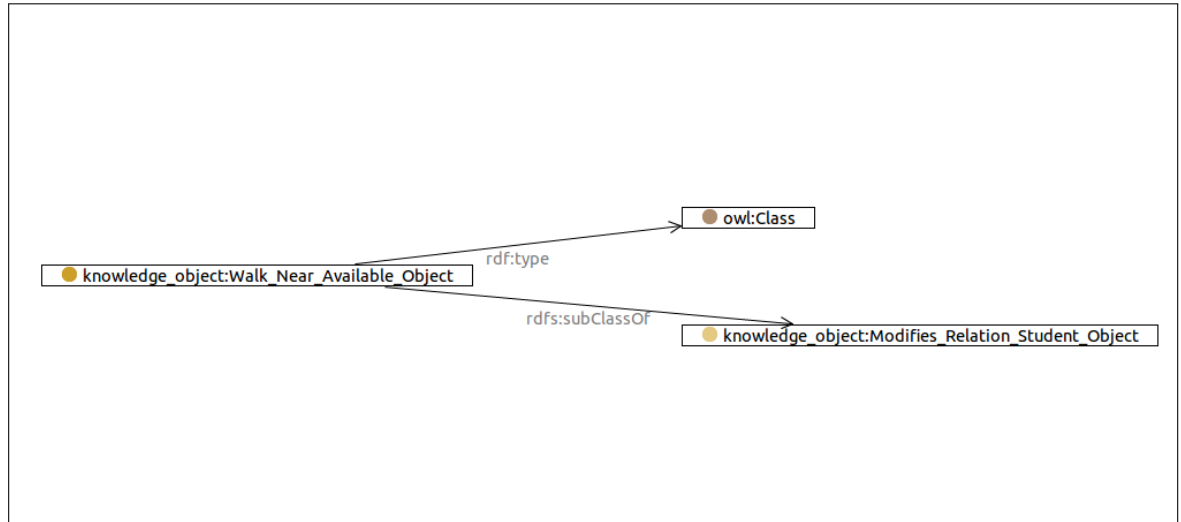 owl:Class
rdf:type
knowledge_object:Walk_Near_Available_Object
rdfs:subClassOf
knowledge_object:Modifies_Relation_Student_Object